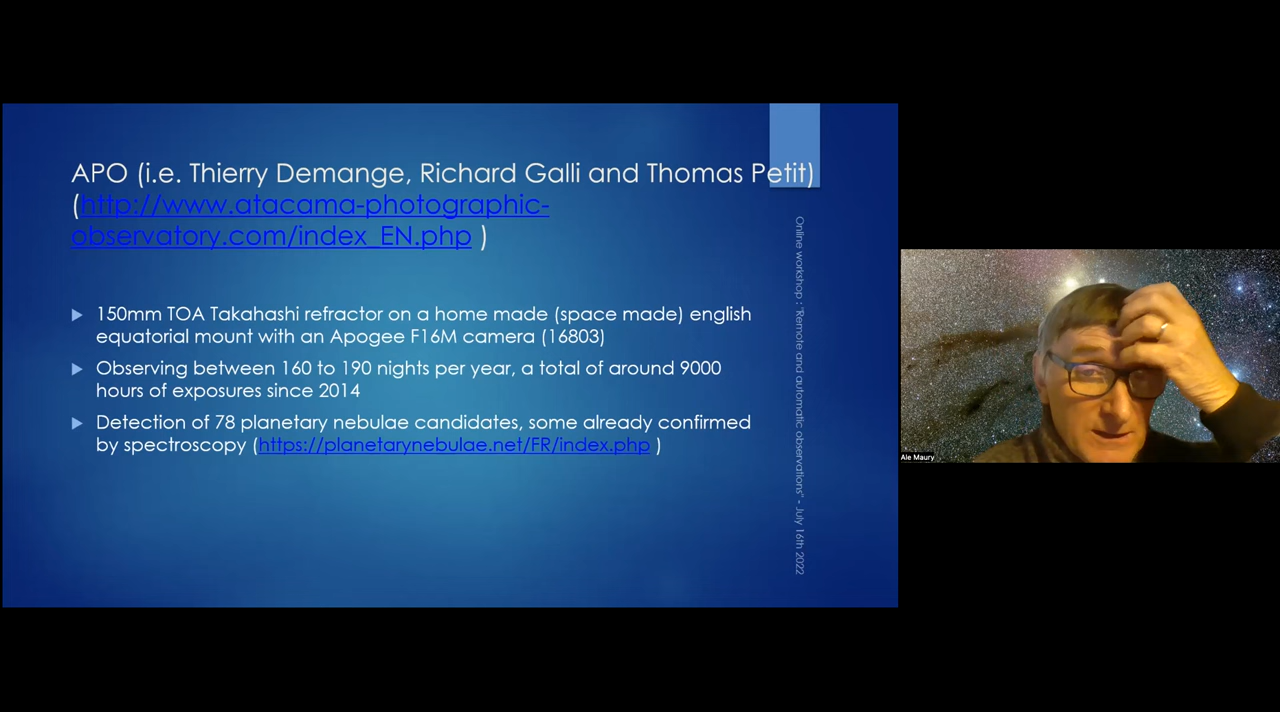 APO (i.e. Thierry Demange, Richard Galli and Thomas Petit)
(http://www.atacama-photographic-
observatory.com/index_EN.php )
150mm TOA Takahashi refractor on a home made (space made) english
equatorial mount with an Apogee F16M camera (16803)
Observing between 160 to 190 nights per year, a total of around 9000
hours of exposures since 2014
Detection of 78 planetary nebulae candidates, some already confirmed
by spectroscopy (https://planetarynebulae.net/FR/index.php )
Online workshop : "Remote and automatic observations" - July 16th 2022
Ale Maury